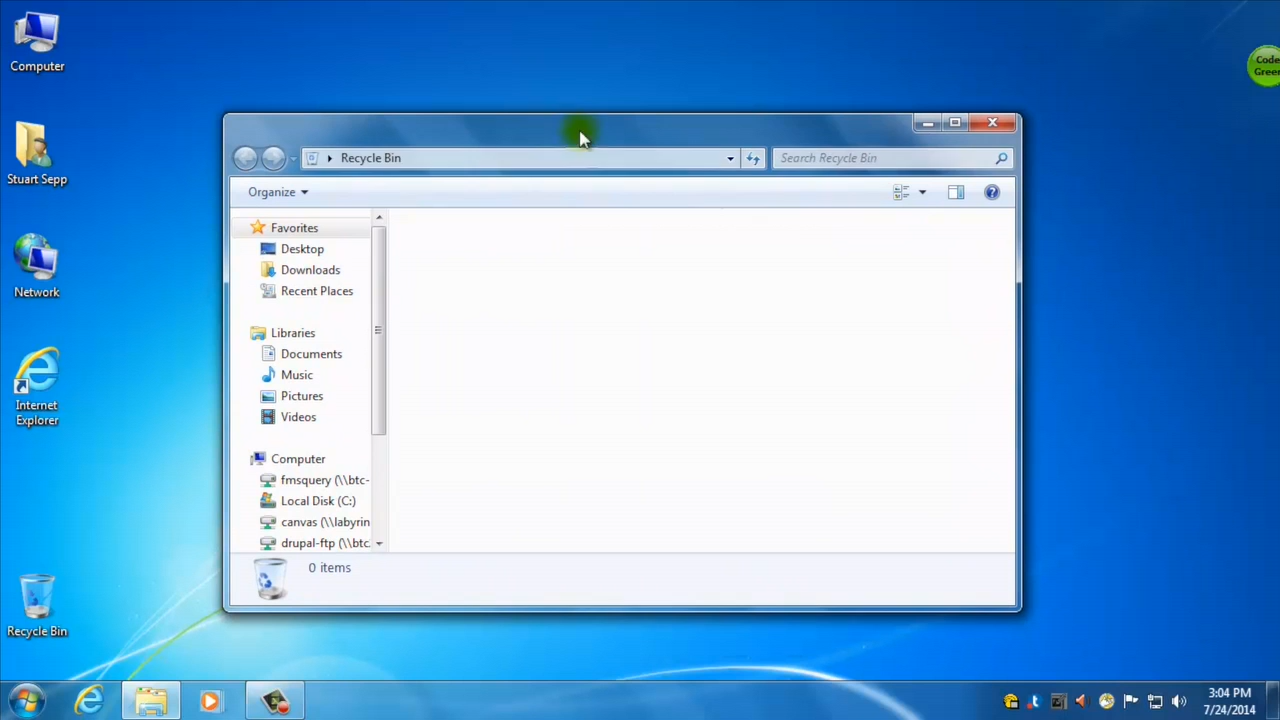 Computer
Stuart Sepp
Network
Internet
Explorer
Recycle Bin
Code
Green
Recycle Bin
Search Recycle Bin
Organize
Favorites
Desktop
Downloads
Recent Places
Libraries
Documents
Music
Pictures
Videos
Computer
fmsquery (\\btc-
Local Disk (C:)
canvas (\\labyrin
drupal-ftp (\\btc.
0 items
3:04 PM
7/24/2014